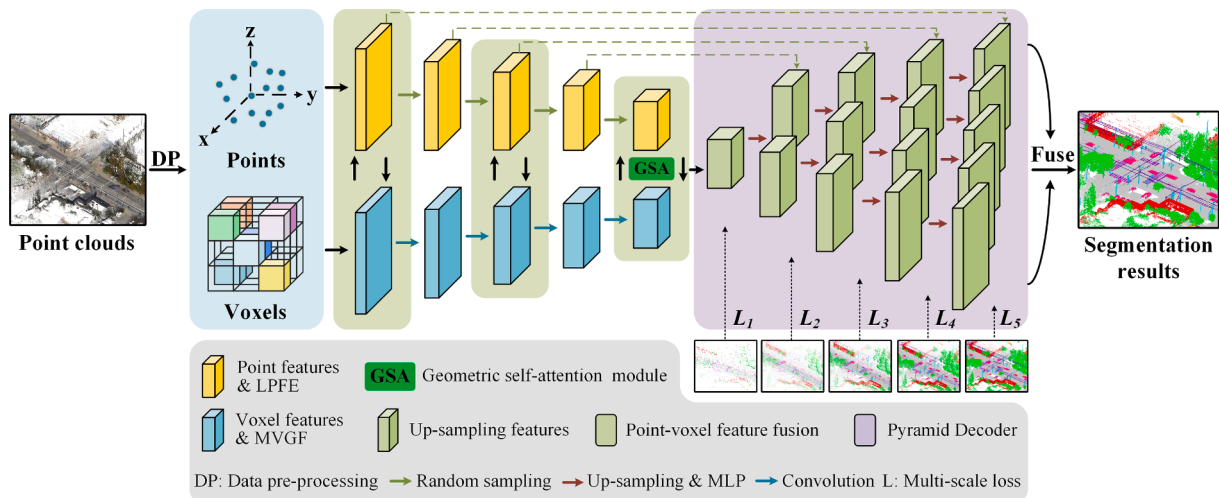 z
y
x
Points
DP
Point clouds
Voxels
GSA
Fuse
Segmentation
results
L1
L2
L3
L4
L5
Point features
& LPFE
GSA
Geometric self-attention module
Voxel features
& MVGF
Up-sampling features
Point-voxel feature fusion
Pyramid Decoder
DP: Data pre-processing
Random sampling
Up-sampling & MLP
Convolution
L: Multi-scale loss